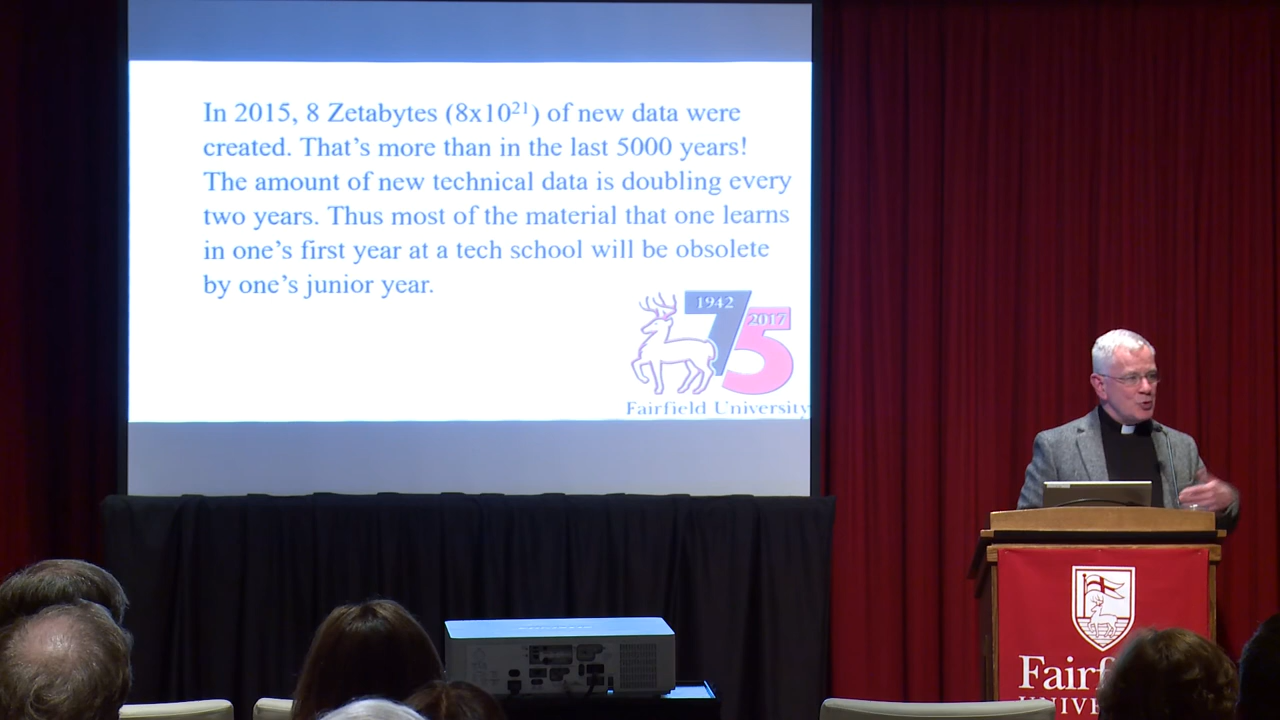 In 2015, 8 Zetabytes (8x10²¹) of new data were
created. That’s more than in the last 5000 years!
The amount of new technical data is doubling every
two years. Thus most of the material that one learns
in one’s first year at a tech school will be obsolete
by one’s junior year.
1942
75
2017
Fairfield University